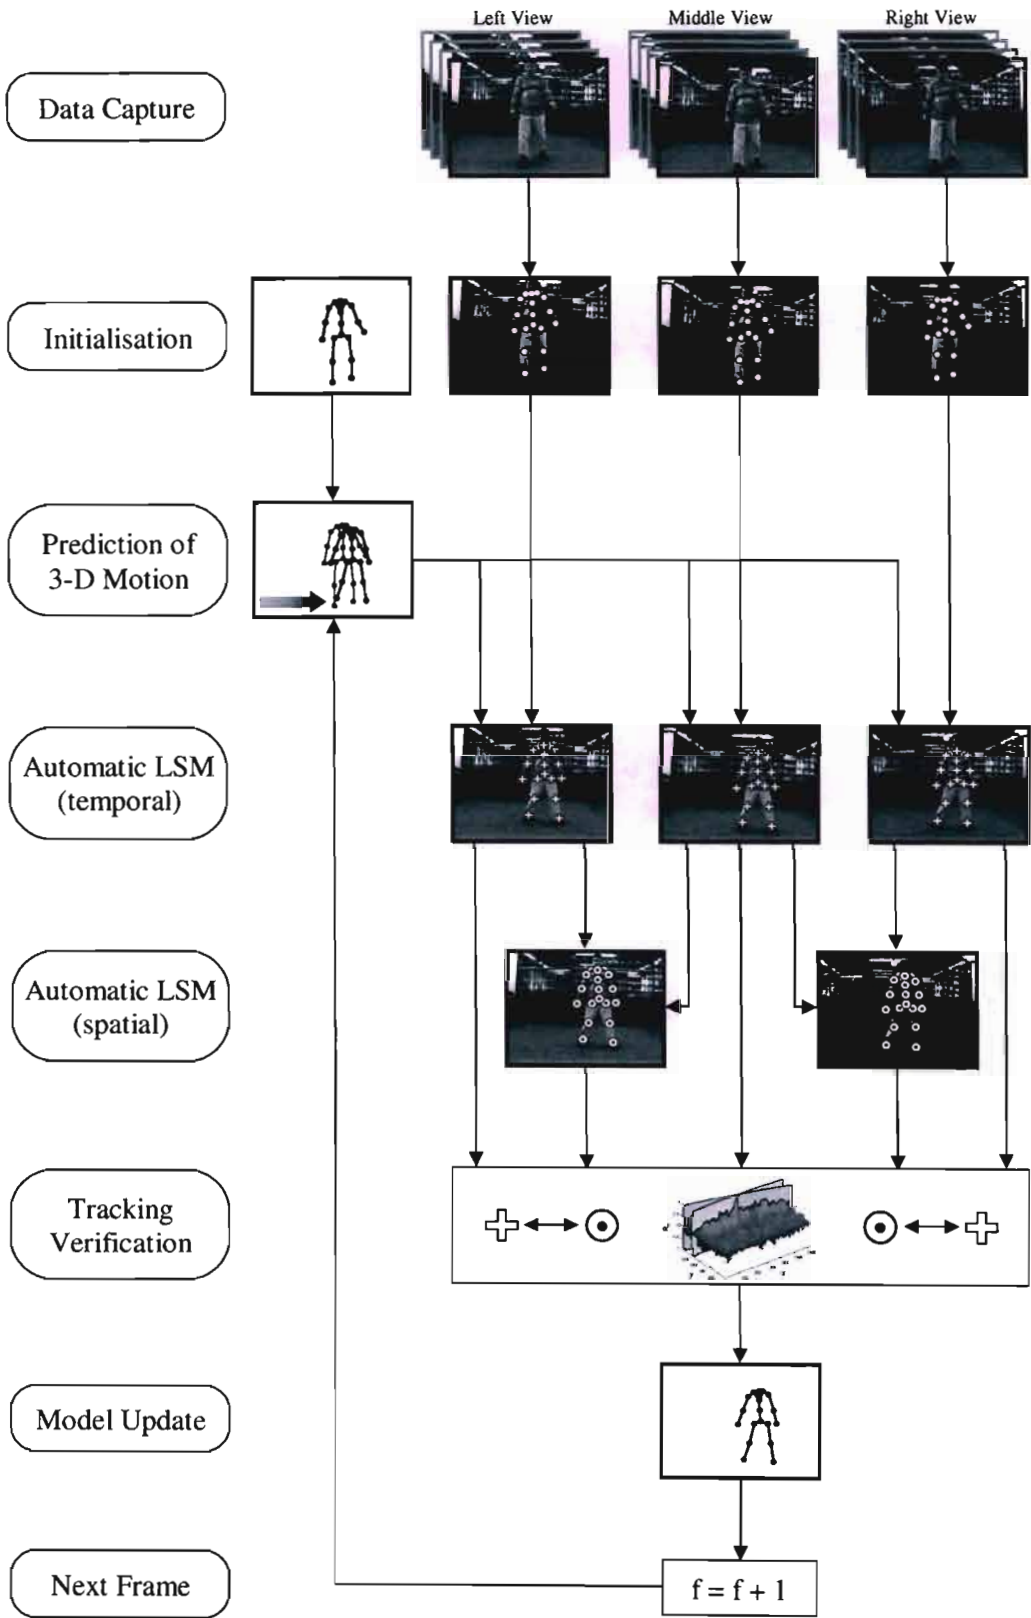 Left View
Middle View
Right View
Data Capture
Initialisation
Prediction of
3-D Motion
Automatic LSM
(temporal)
Automatic LSM
(spatial)
Tracking
Verification
Model Update
Next Frame
f = f + 1